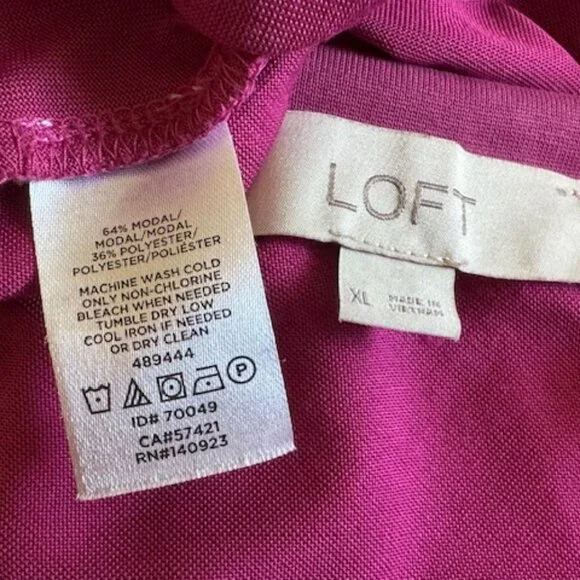 64% MODAL/
MODAL/MODAL
36% POLYESTER/
POLYESTER/POLIÉSTER
MACHINE WASH COLD
ONLY NON-CHLORINE
BLEACH WHEN NEEDED
TUMBLE DRY LOW
COOL IRON IF NEEDED
OR DRY CLEAN
489444
P
ID# 70049
CA#57421
RN#140923
LOFT
XL
MADE IN
VIETNAM